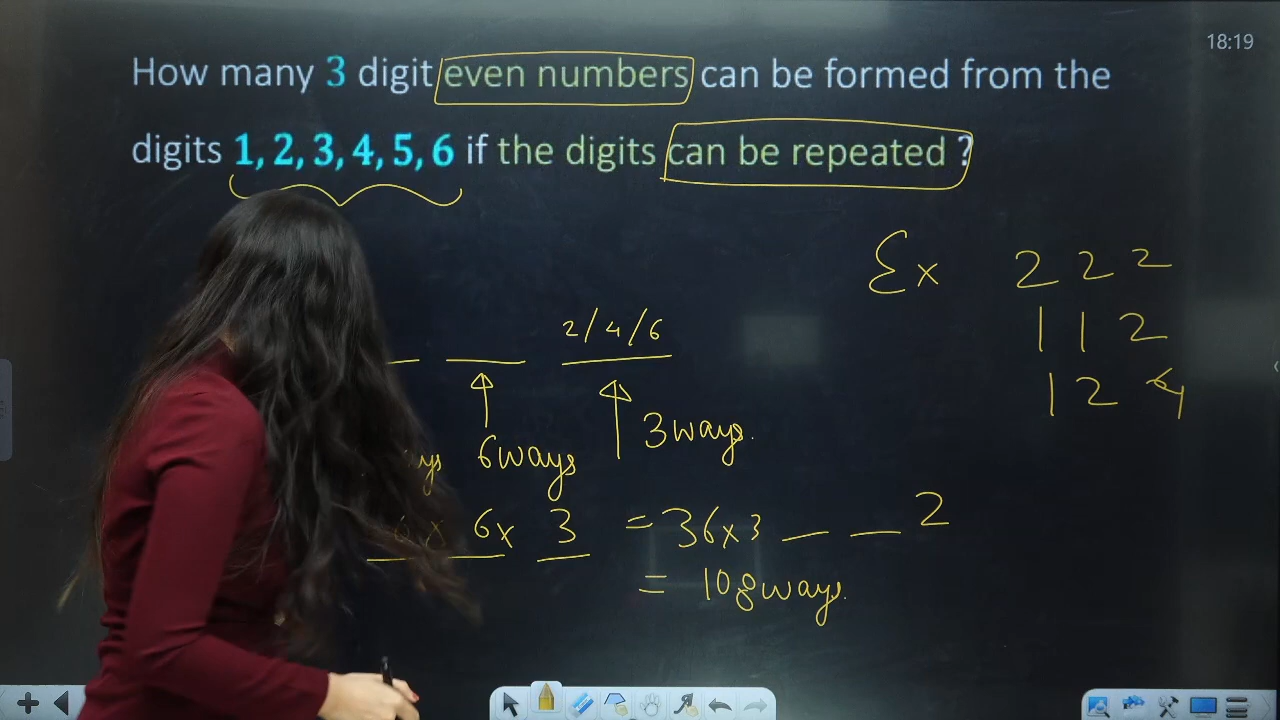 18:19
How many 3 digit even numbers can be formed from the
digits 1, 2, 3, 4, 5, 6 if the digits can be repeated ?
Ex 2 2 2
1 1 2
1 2 4
2/4/6
6ways 3ways.
6x 6x 3 = 36x3 _ _ 2
= 108ways.